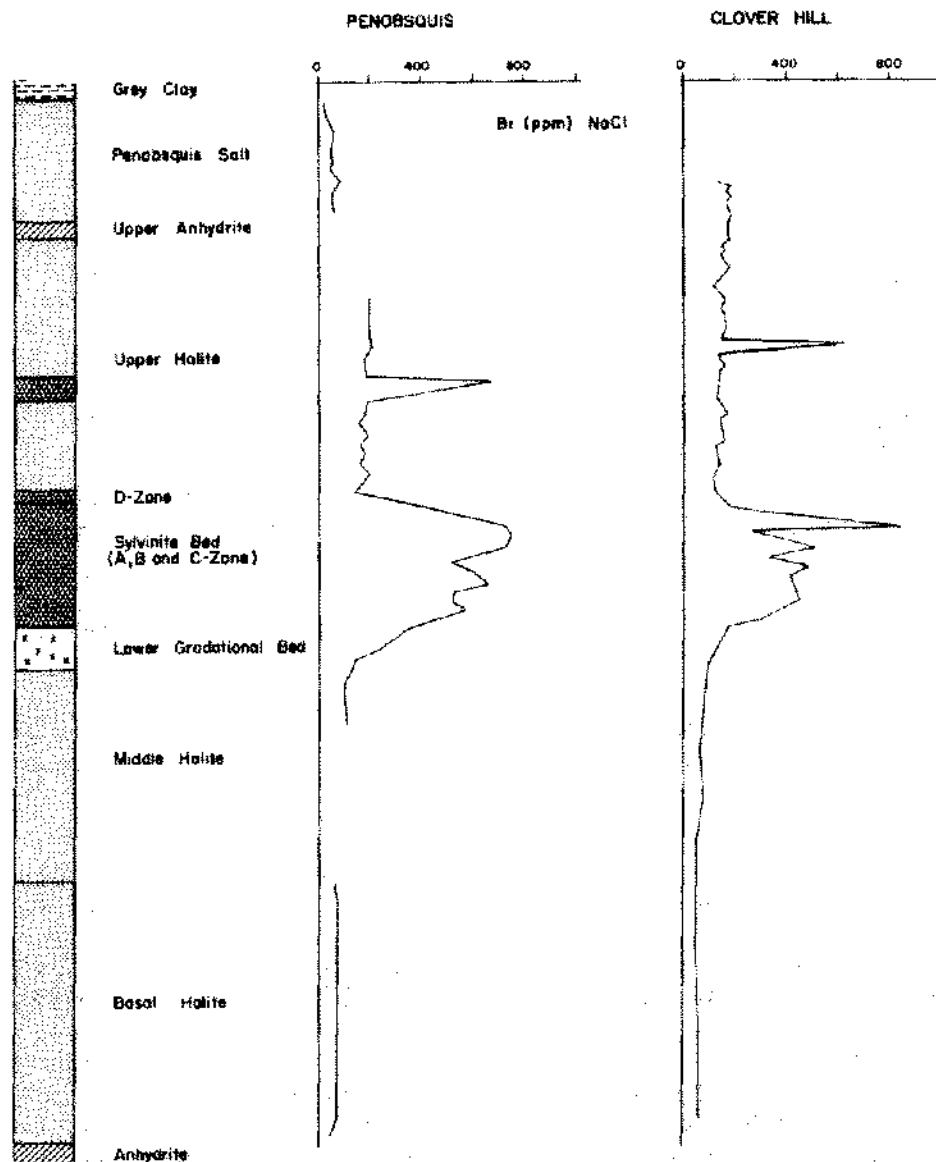 PENOBSQUIS
CLOVER HILL
0 400 800
0 400 800
Br (ppm) NaCl
Grey Clay
Penobsquis Salt
Upper Anhydrite
Upper Halite
D-Zone
Sylvinite Bed
(A,B and C-Zone)
Lower Gradational Bed
Middle Halite
Basal Halite
Anhydrite